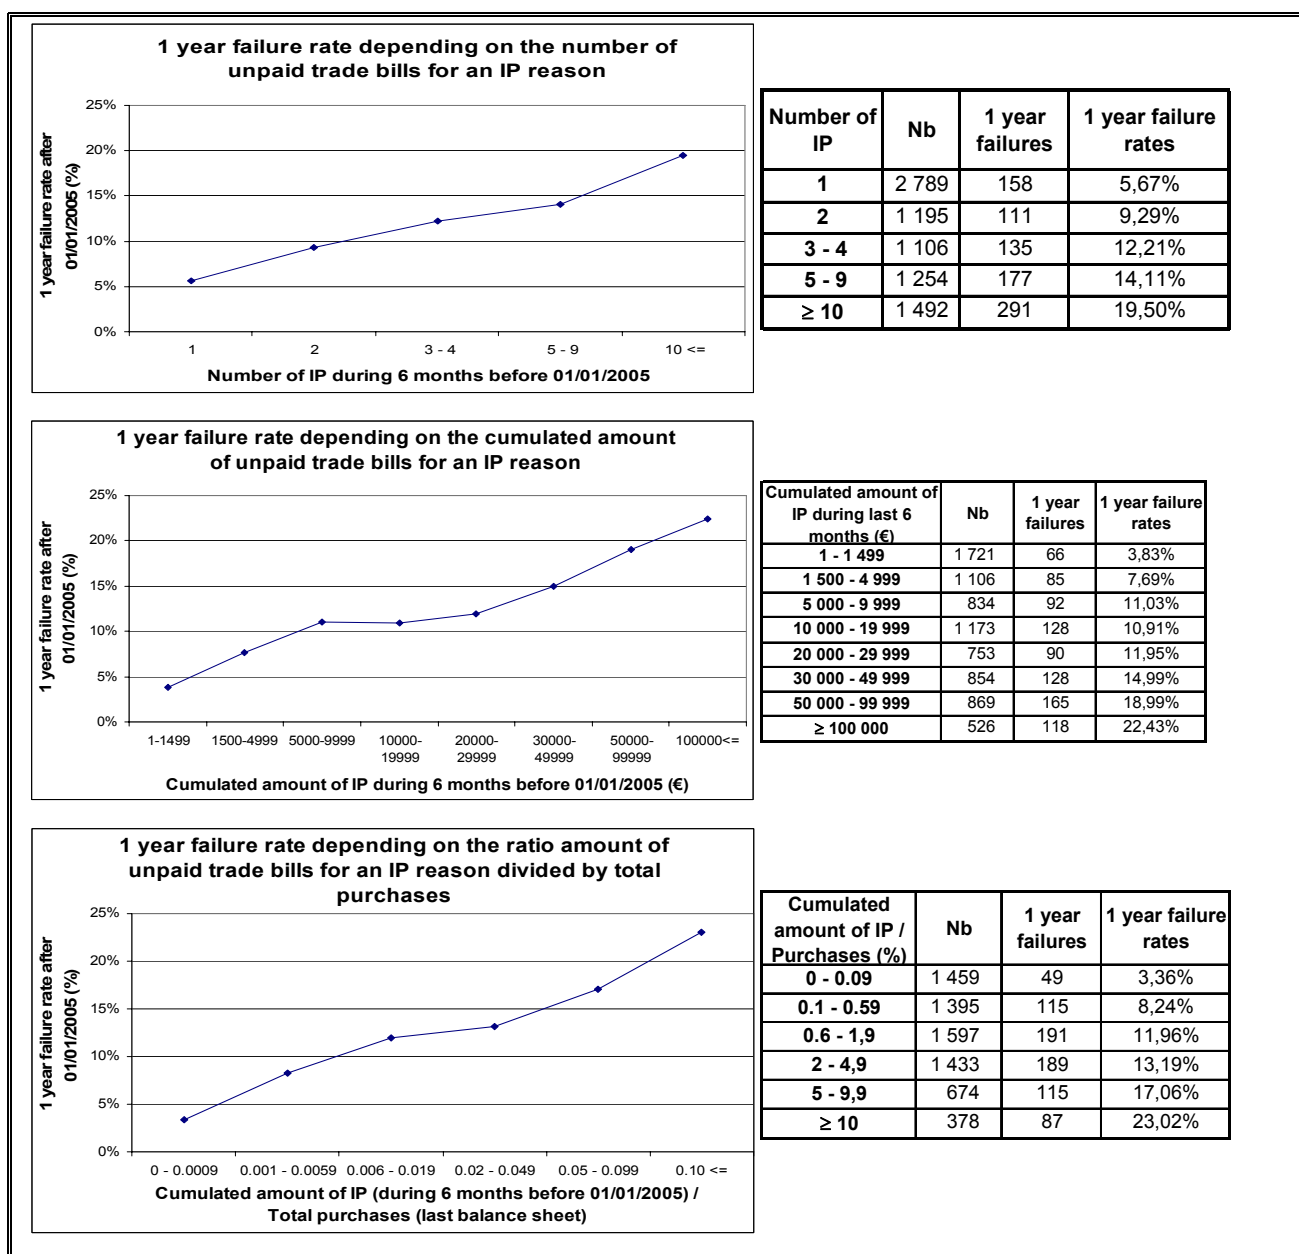 1 year failure rate depending on the number of
unpaid trade bills for an IP reason
1 year failure rate after
01/01/2005 (%)
25%
20%
15%
10%
5%
0%
1 2 3 - 4 5 - 9 10 <=
Number of IP during 6 months before 01/01/2005
Number of IP Nb 1 year failures 1 year failure rates
1 2 789 158 5,67%
2 1 195 111 9,29%
3 - 4 1 106 135 12,21%
5 - 9 1 254 177 14,11%
≥ 10 1 492 291 19,50%
1 year failure rate depending on the cumulated amount
of unpaid trade bills for an IP reason
1 year failure rate after
01/01/2005 (%)
25%
20%
15%
10%
5%
0%
1-1499 1500-4999 5000-9999 10000-19999 20000-29999 30000-49999 50000-99999 100000<=
Cumulated amount of IP during 6 months before 01/01/2005 (€)
Cumulated amount of IP during last 6 months (€) Nb 1 year failures 1 year failure rates
1 - 1 499 1 721 66 3,83%
1 500 - 4 999 1 106 85 7,69%
5 000 - 9 999 834 92 11,03%
10 000 - 19 999 1 173 128 10,91%
20 000 - 29 999 753 90 11,95%
30 000 - 49 999 854 128 14,99%
50 000 - 99 999 869 165 18,99%
≥ 100 000 526 118 22,43%
1 year failure rate depending on the ratio amount of
unpaid trade bills for an IP reason divided by total
purchases
1 year failure rate after
01/01/2005 (%)
25%
20%
15%
10%
5%
0%
0 - 0.0009 0.001 - 0.0059 0.006 - 0.019 0.02 - 0.049 0.05 - 0.099 0.10 <=
Cumulated amount of IP (during 6 months before 01/01/2005) /
Total purchases (last balance sheet)
Cumulated amount of IP / Purchases (%) Nb 1 year failures 1 year failure rates
0 - 0.09 1 459 49 3,36%
0.1 - 0.59 1 395 115 8,24%
0.6 - 1,9 1 597 191 11,96%
2 - 4,9 1 433 189 13,19%
5 - 9,9 674 115 17,06%
≥ 10 378 87 23,02%